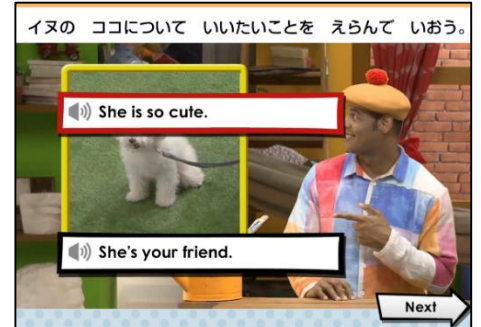 イヌの ココについて いいたいことを えらんで いおう。
She is so cute.
She's your friend.
Next